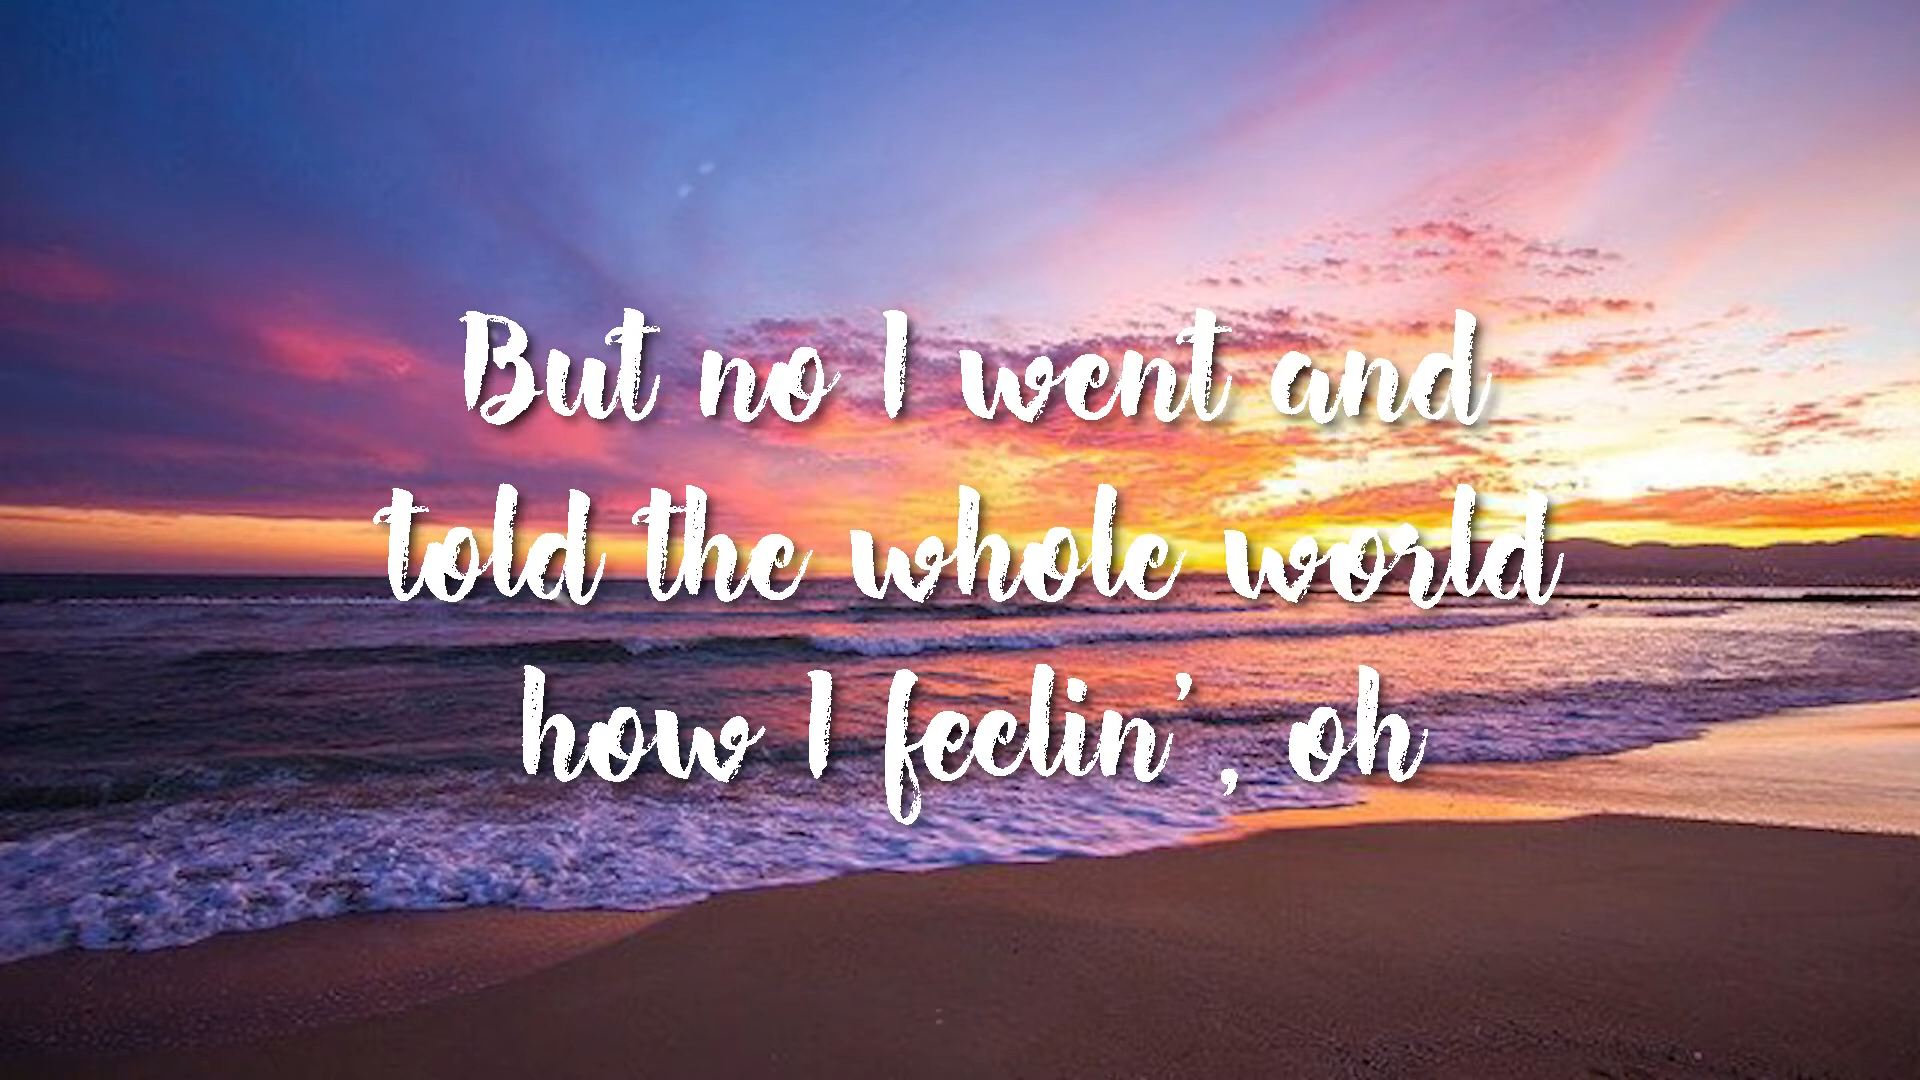 But no I went and
told the whole world
how I feelin', oh